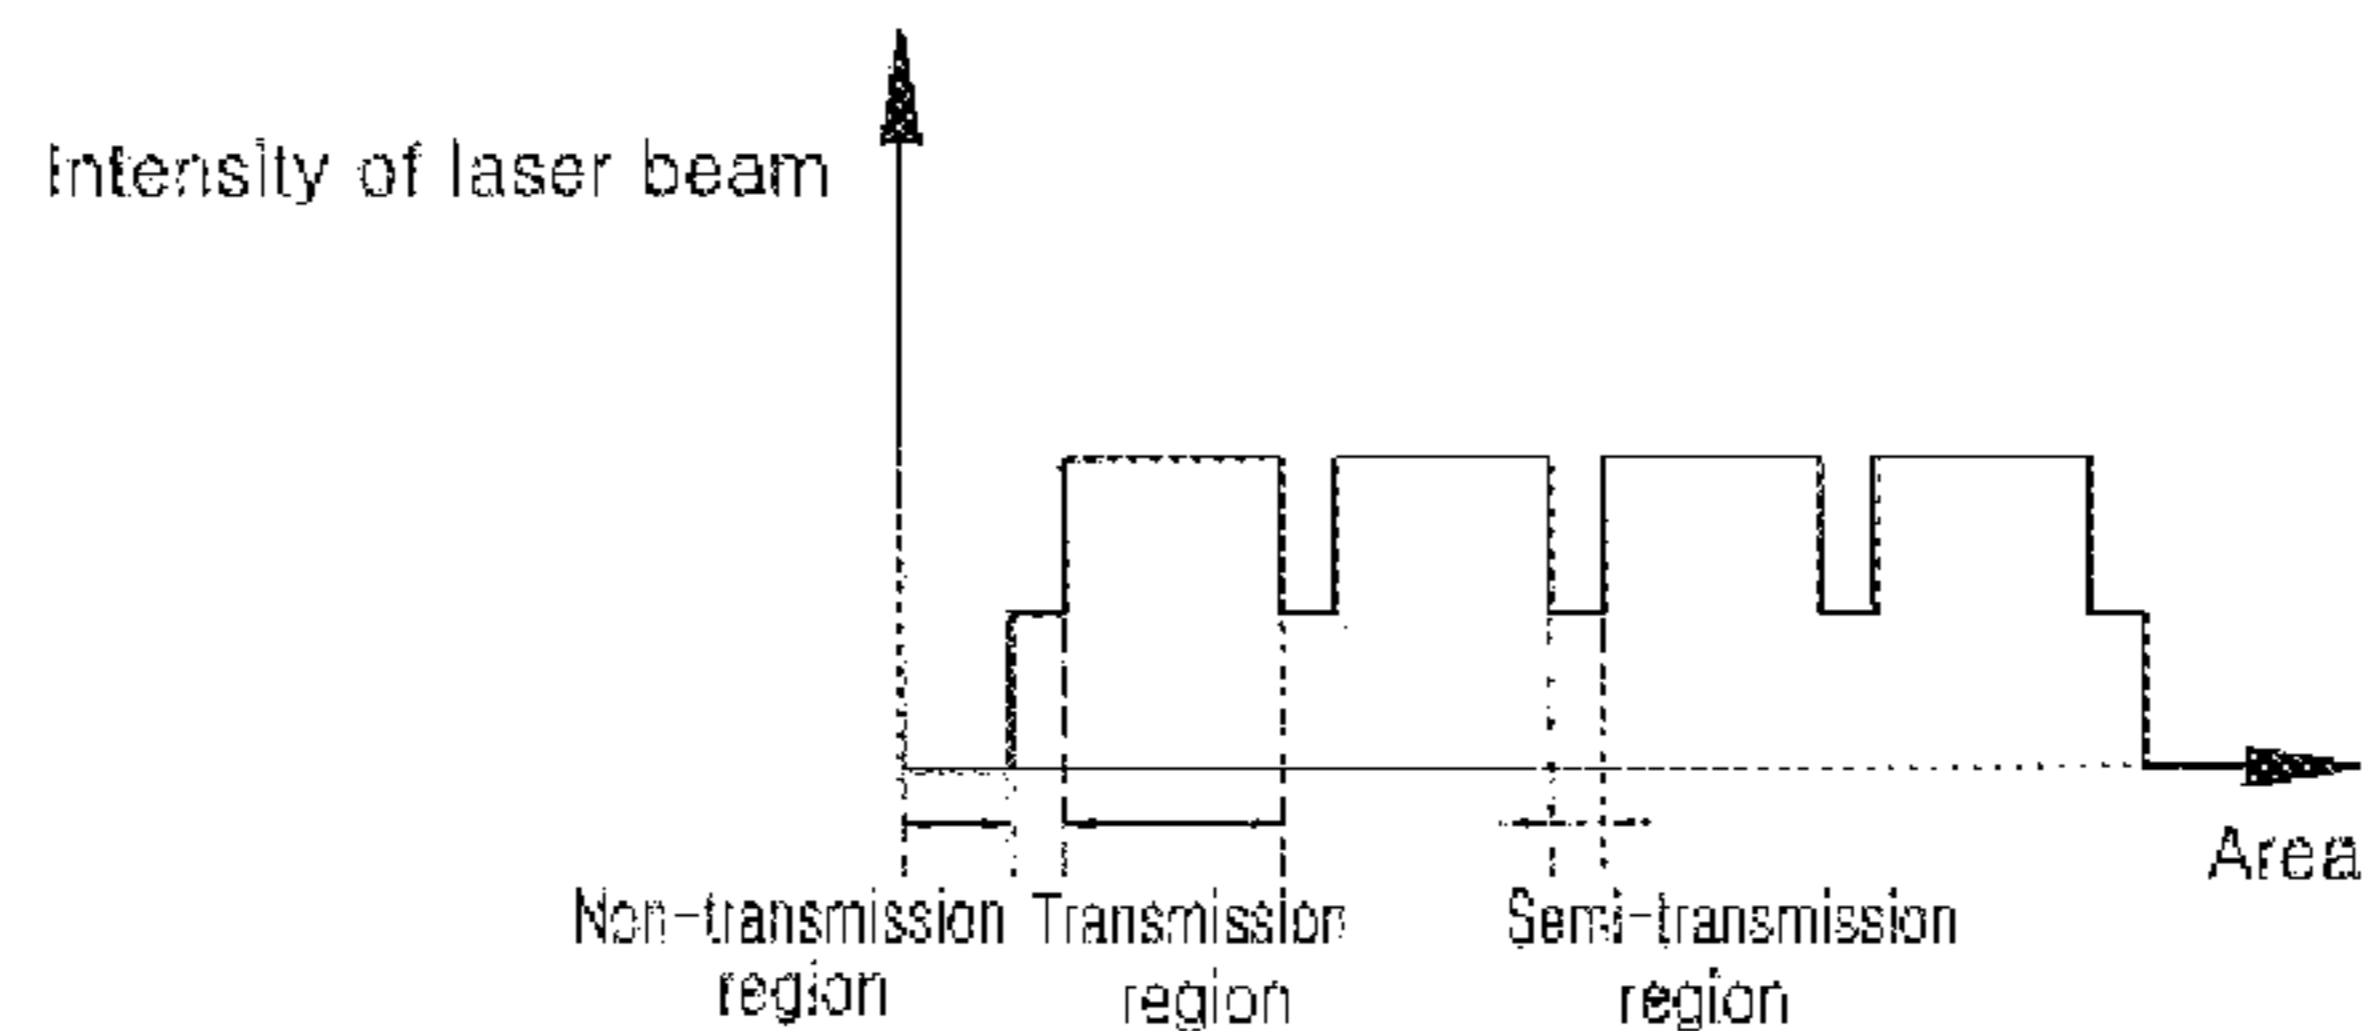 Intensity of laser beam
Area
Non-transmission region
Transmission region
Semi-transmission region